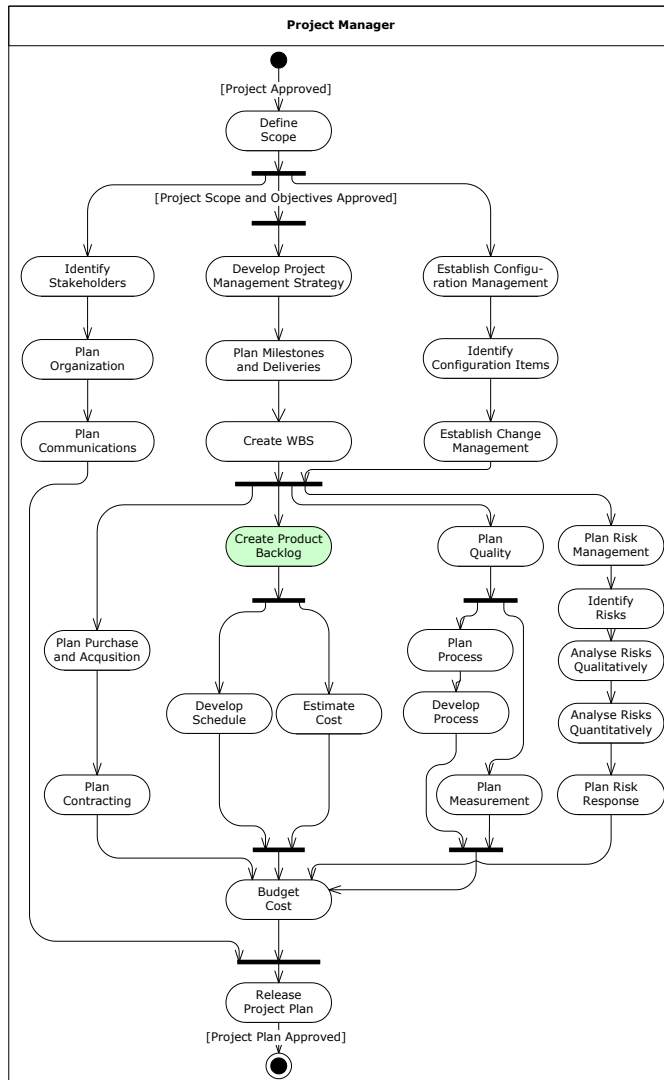 Project Manager
[Project Approved]
Define
Scope
[Project Scope and Objectives Approved]
Identify
Stakeholders
Develop Project
Management Strategy
Establish Configu-
ration Management
Plan
Organization
Plan Milestones
and Deliveries
Identify
Configuration Items
Plan
Communications
Create WBS
Establish Change
Management
Create Product
Backlog
Plan
Quality
Plan Risk
Management
Identify
Risks
Plan Purchase
and Acqusition
Plan
Process
Analyse Risks
Qualitatively
Develop
Schedule
Estimate
Cost
Develop
Process
Analyse Risks
Quantitatively
Plan
Contracting
Plan
Measurement
Plan Risk
Response
Budget
Cost
Release
Project Plan
[Project Plan Approved]